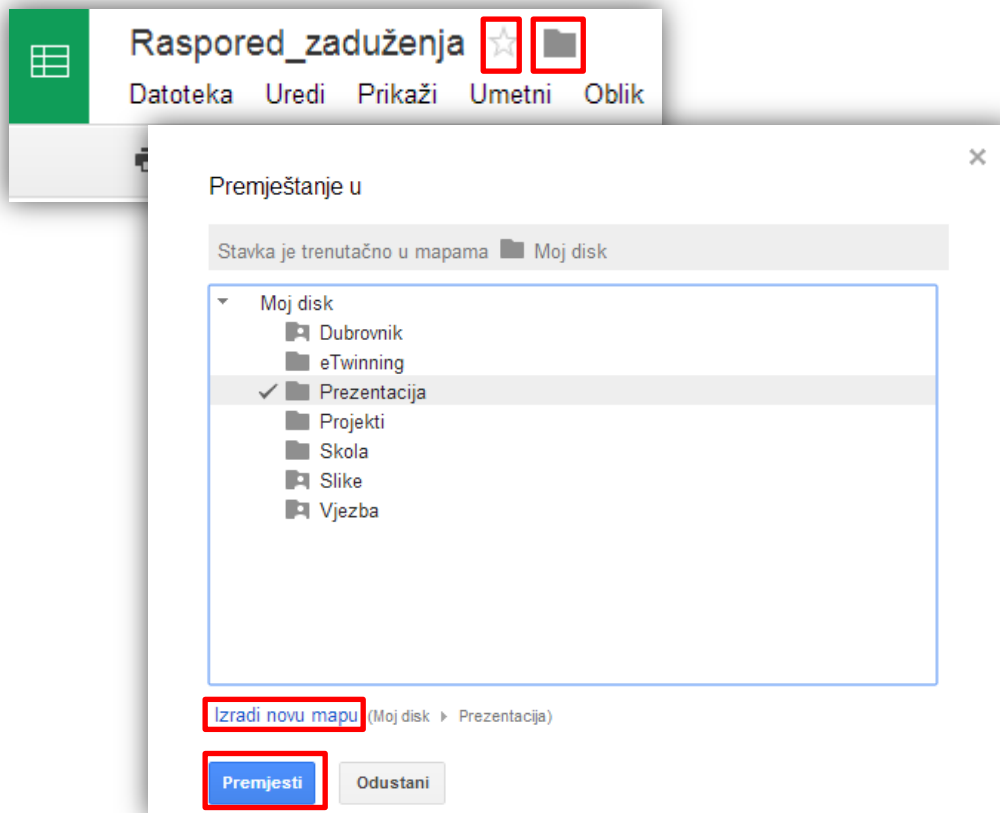 Raspored_zaduženja
Datoteka Uredi Prikaži Umetni Oblik
Premještanje u
Stavka je trenutačno u mapama Moj disk
Moj disk
Dubrovnik
eTwinning
Prezentacija
Projekti
Skola
Slike
Vjezba
Izradi novu mapu (Moj disk ▸ Prezentacija)
Premjesti Odustani